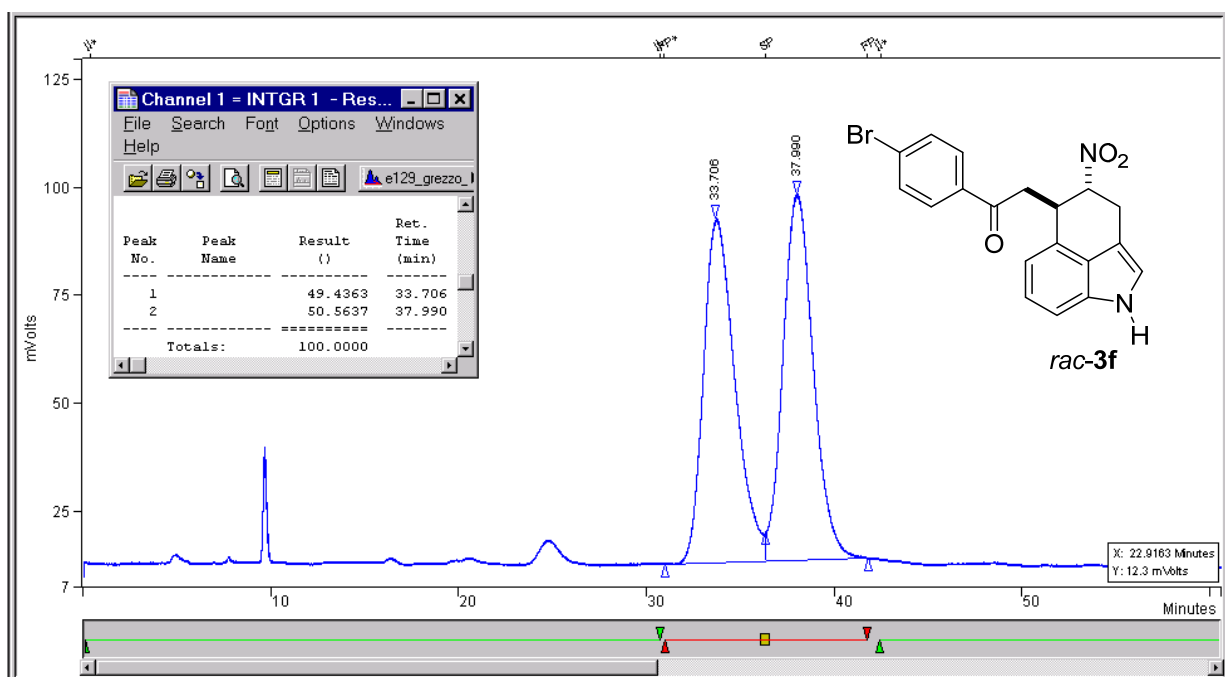 125
100
75
50
25
7
mVolts
Channel 1 = INTGR 1 - Res...
File Search Font Options Windows
Help
e129_grezzo_
Ret.
Peak Peak Result Time
No. Name () (min)
---- ------------ ---------- -------
1 49.4363 33.706
2 50.5637 37.990
---- ------------ ========== -------
Totals: 100.0000
33.706
37.990
SP
Br
O
NO2
N
H
rac-3f
X: 22.9163 Minutes
Y: 12.3 mVolts
10 20 30 40 50
Minutes